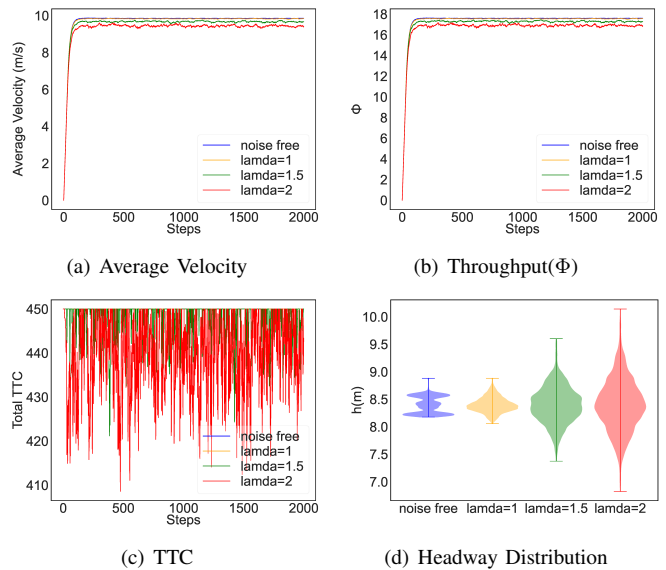 10
8
6
4
2
0
Average Velocity (m/s)
noise free
lamda=1
lamda=1.5
lamda=2
0 500 1000 1500 2000
Steps
(a) Average Velocity
18
16
14
12
10
8
6
4
2
0
Φ
noise free
lamda=1
lamda=1.5
lamda=2
0 500 1000 1500 2000
Steps
(b) Throughput(Φ)
450
440
430
420
410
Total TTC
noise free
lamda=1
lamda=1.5
lamda=2
0 500 1000 1500 2000
Steps
(c) TTC
10.0
9.5
9.0
8.5
8.0
7.5
7.0
h(m)
noise free lamda=1 lamda=1.5 lamda=2
(d) Headway Distribution